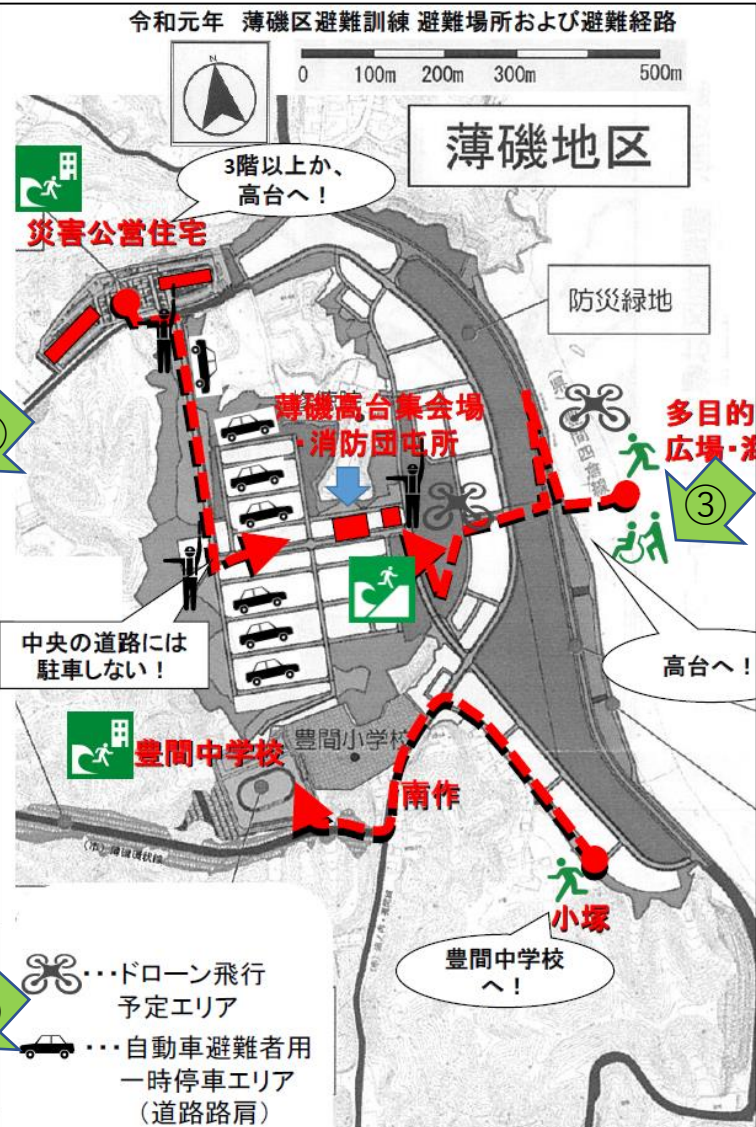 令和元年 薄磯区避難訓練 避難場所および避難経路
N
0 100m 200m 300m 500m
薄磯地区
3階以上か、
高台へ！
災害公営住宅
防災緑地
薄磯高台集会場
・消防団屯所
多目的
広場・
③
中央の道路には
駐車しない！
高台へ！
豊間中学校
豊間小学校
南作
小塚
豊間中学校
へ！
・・・ドローン飛行
予定エリア
・・・自動車避難者用
一時停車エリア
（道路路肩）